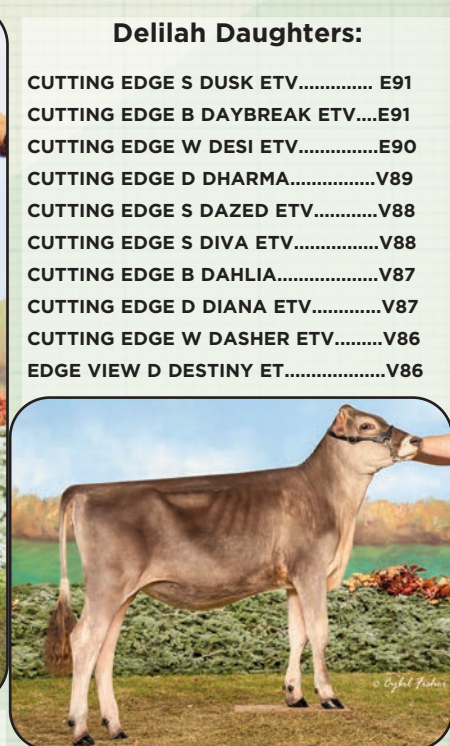 Delilah Daughters:
CUTTING EDGE S DUSK ETV.............. E91
CUTTING EDGE B DAYBREAK ETV....E91
CUTTING EDGE W DESI ETV...............E90
CUTTING EDGE D DHARMA................V89
CUTTING EDGE S DAZED ETV............V88
CUTTING EDGE S DIVA ETV................V88
CUTTING EDGE B DAHLIA...................V87
CUTTING EDGE D DIANA ETV.............V87
CUTTING EDGE W DASHER ETV.........V86
EDGE VIEW D DESTINY ET...................V86
© Cybil Fisher